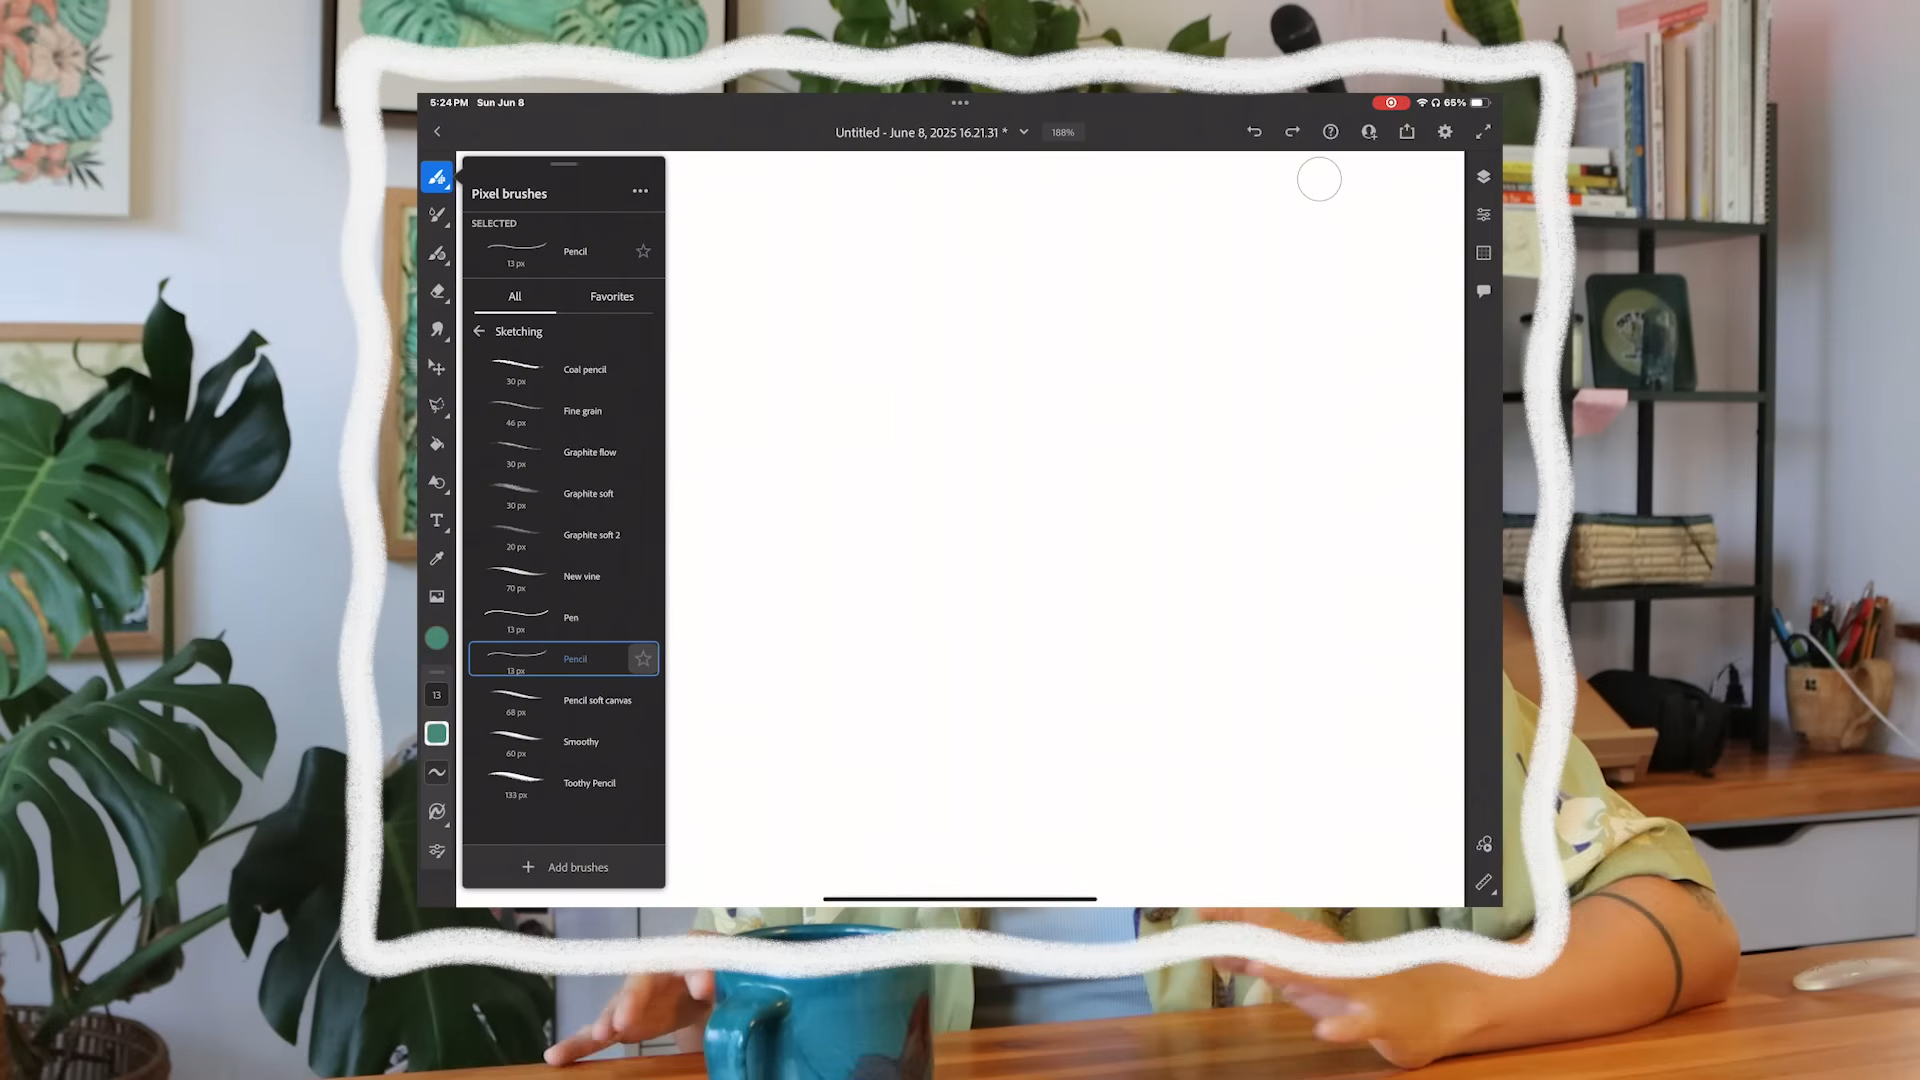 5:24 PM Sun Jun 8
65%
Untitled - June 8, 2025 16.21.31 *
188%
Pixel brushes
SELECTED
Pencil
13 px
All Favorites
Sketching
Coal pencil
30 px
Fine grain
46 px
Graphite flow
30 px
Graphite soft
30 px
Graphite soft 2
20 px
New vine
70 px
Pen
13 px
Pencil
13 px
Pencil soft canvas
68 px
Smoothy
60 px
Toothy Pencil
133 px
Add brushes
T
13